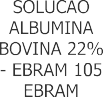 SOLUCAO
ALBUMINA
BOVINA 22%
- EBRAM 105
EBRAM